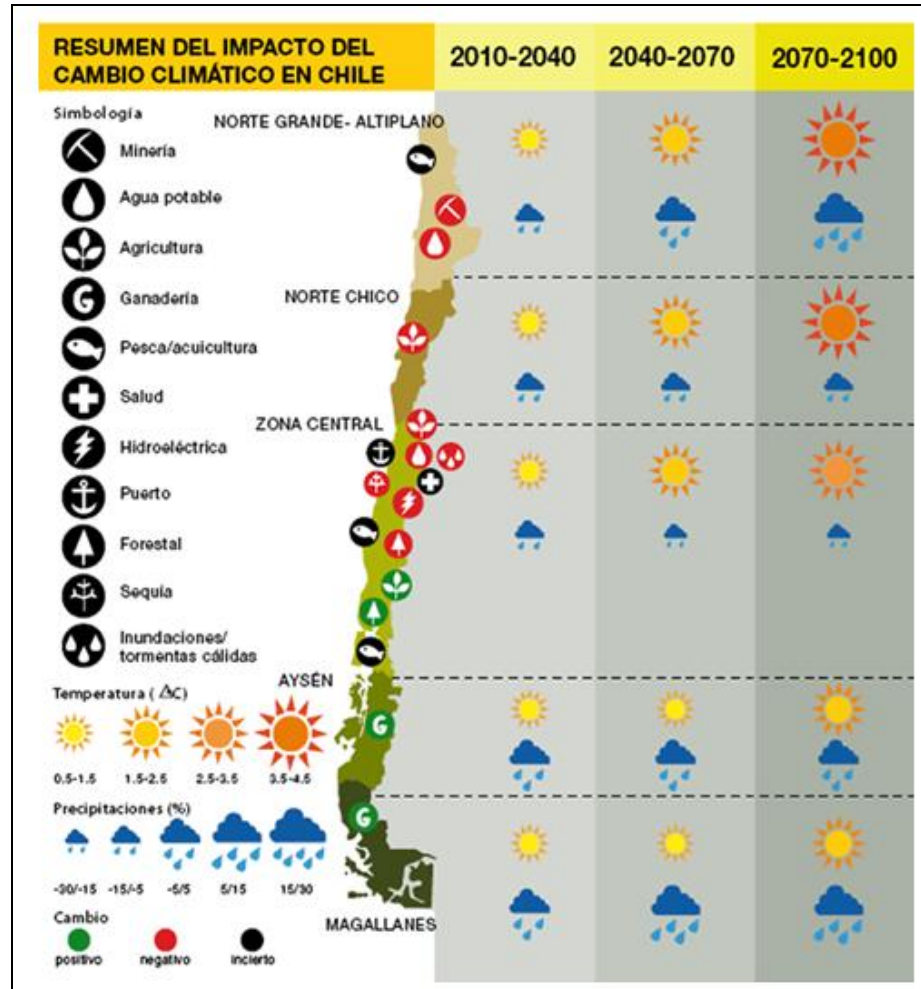 RESUMEN DEL IMPACTO DEL
CAMBIO CLIMÁTICO EN CHILE
2010-2040
2040-2070
2070-2100
Simbología
Minería
Agua potable
Agricultura
Ganadería
Pesca/acuicultura
Salud
Hidroeléctrica
Puerto
Forestal
Sequía
Inundaciones/
tormentas cálidas
NORTE GRANDE- ALTIPLANO
NORTE CHICO
ZONA CENTRAL
AYSÉN
MAGALLANES
Temperatura ( ΔC)
0.5-1.5 1.5-2.5 2.5-3.5 3.5-4.5
Precipitaciones (%)
-30/-15 -15/-5 -5/5 5/15 15/30
Cambio
positivo negativo incierto
G
G
G